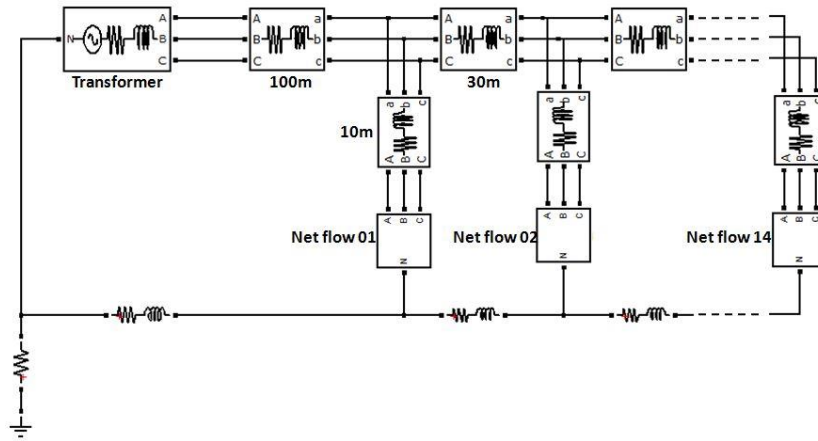 A A a A a
N B B b B b B b
C C c C c C c
Transformer 100m 30m
a b c a b c a b c
10m
A B C A B C A B C
A B C A B C A B C
Net flow 01 Net flow 02 Net flow 14
N N N